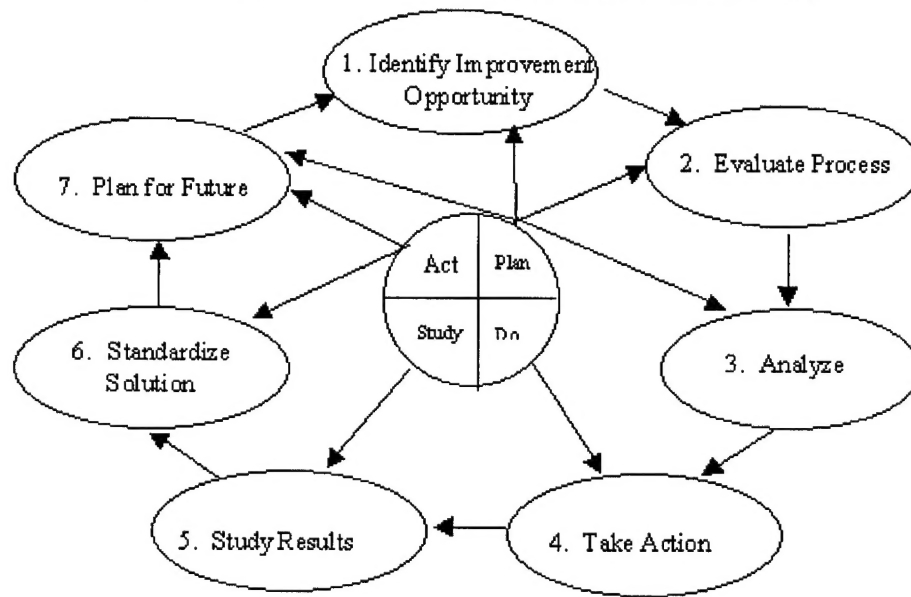 1. Identify Improvement
Opportunity
2. Evaluate Process
7. Plan for Future
Act
Plan
Study
Do
6. Standardize
Solution
3. Analyze
5. Study Results
4. Take Action